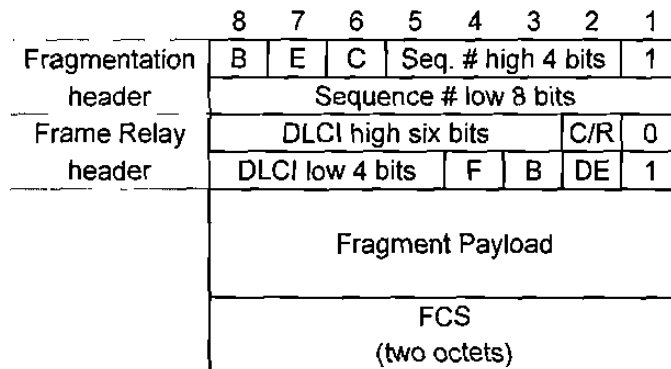 8 7 6 5 4 3 2 1
Fragmentation B E C Seq. # high 4 bits 1
header Sequence # low 8 bits
Frame Relay DLCI high six bits C/R 0
header DLCI low 4 bits F B DE 1
Fragment Payload
FCS
(two octets)